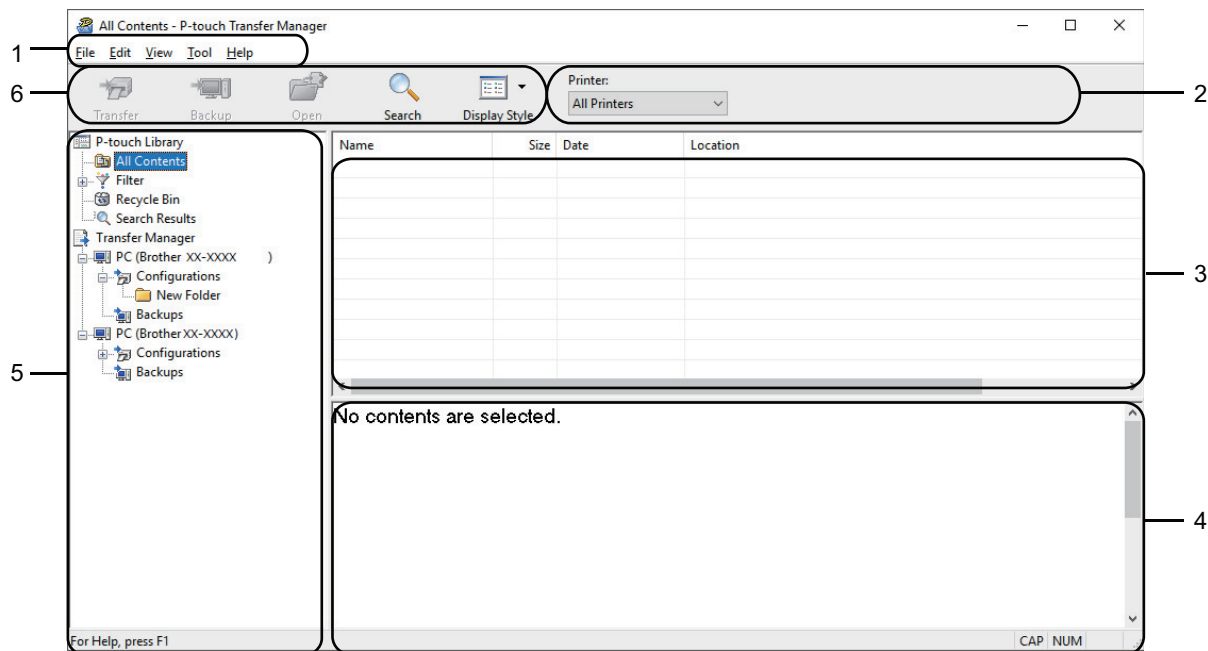 All Contents - P-touch Transfer Manager
1
File Edit View Tool Help
6
Transfer Backup Open Search Display Style
Printer:
All Printers
2
P-touch Library
All Contents
Filter
Recycle Bin
Search Results
Transfer Manager
PC (Brother XX-XXXX )
Configurations
New Folder
Backups
PC (Brother XX-XXXX)
Configurations
Backups
5
Name Size Date Location
3
No contents are selected.
4
For Help, press F1
CAP NUM